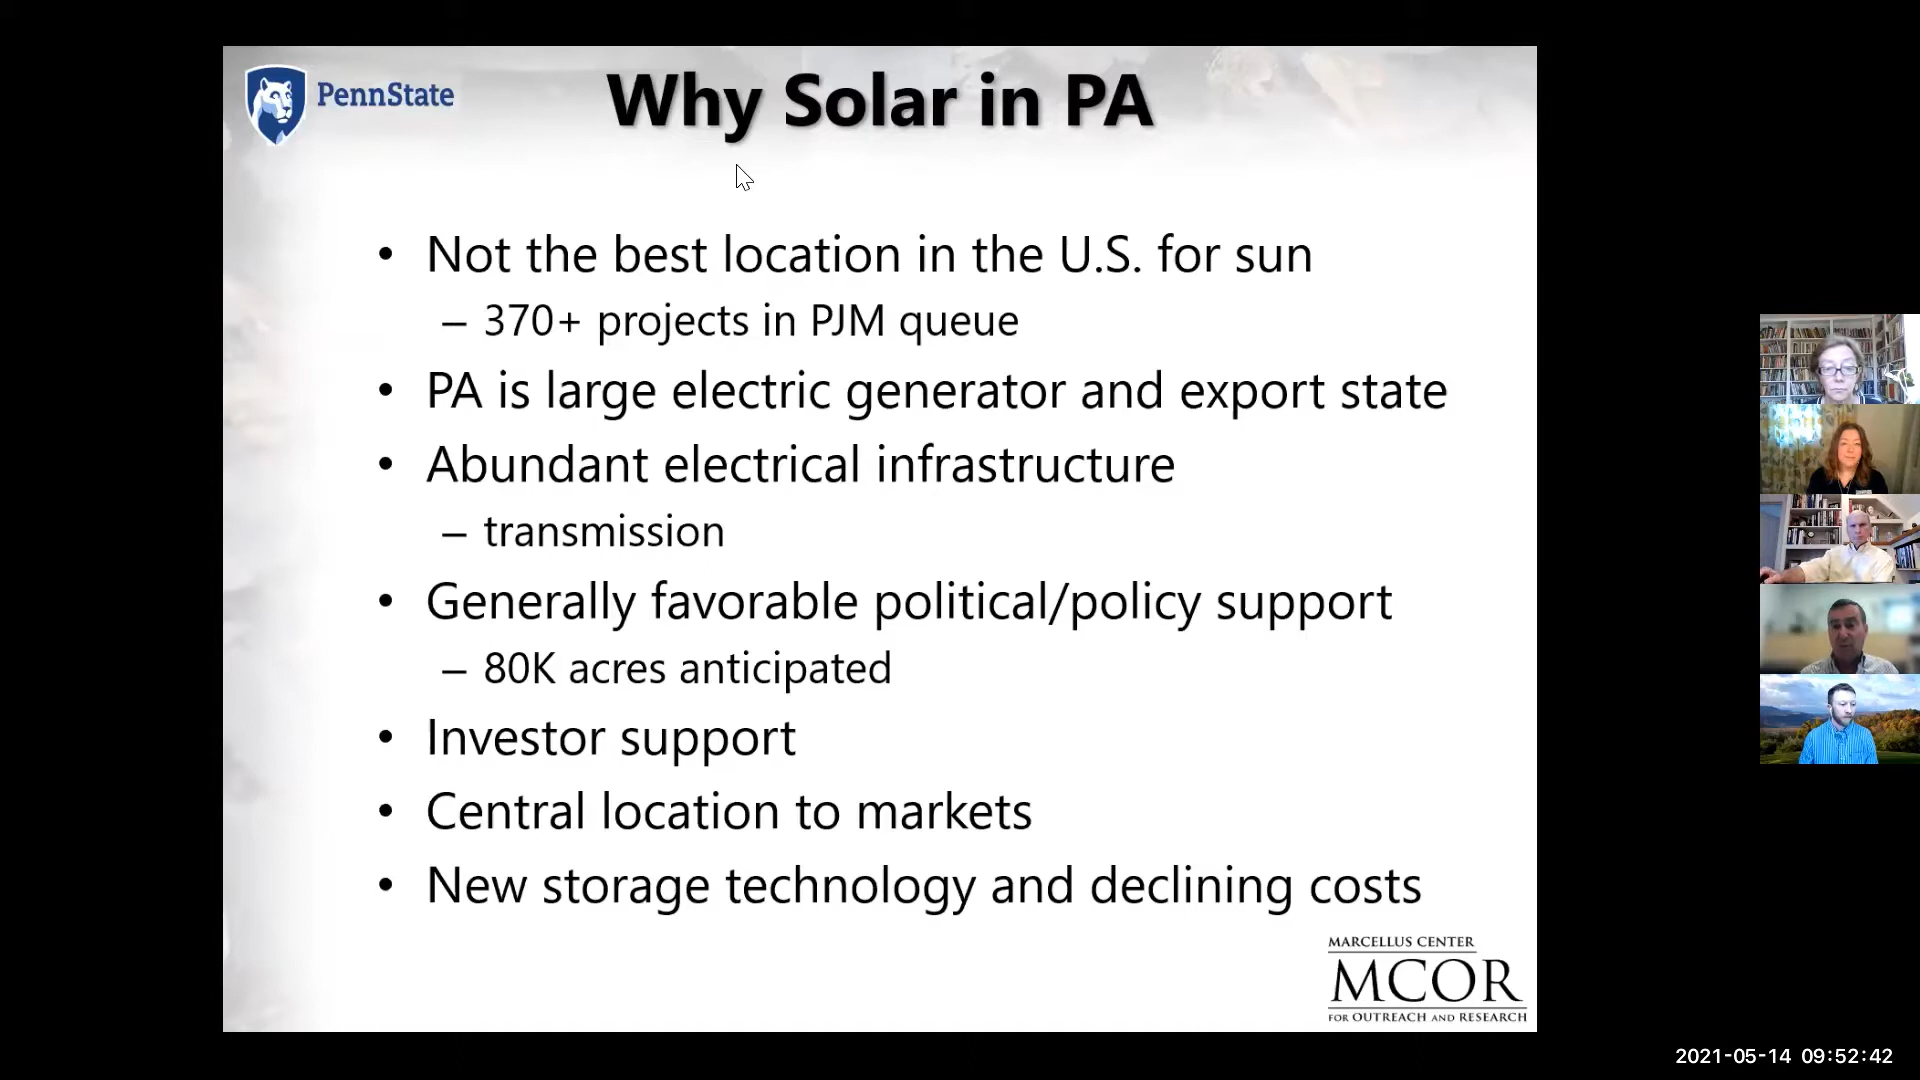 PennState
Why Solar in PA
• Not the best location in the U.S. for sun
– 370+ projects in PJM queue
• PA is large electric generator and export state
• Abundant electrical infrastructure
– transmission
• Generally favorable political/policy support
– 80K acres anticipated
• Investor support
• Central location to markets
• New storage technology and declining costs
MARCELLUS CENTER
MCOR
FOR OUTREACH AND RESEARCH
2021-05-14 09:52:42